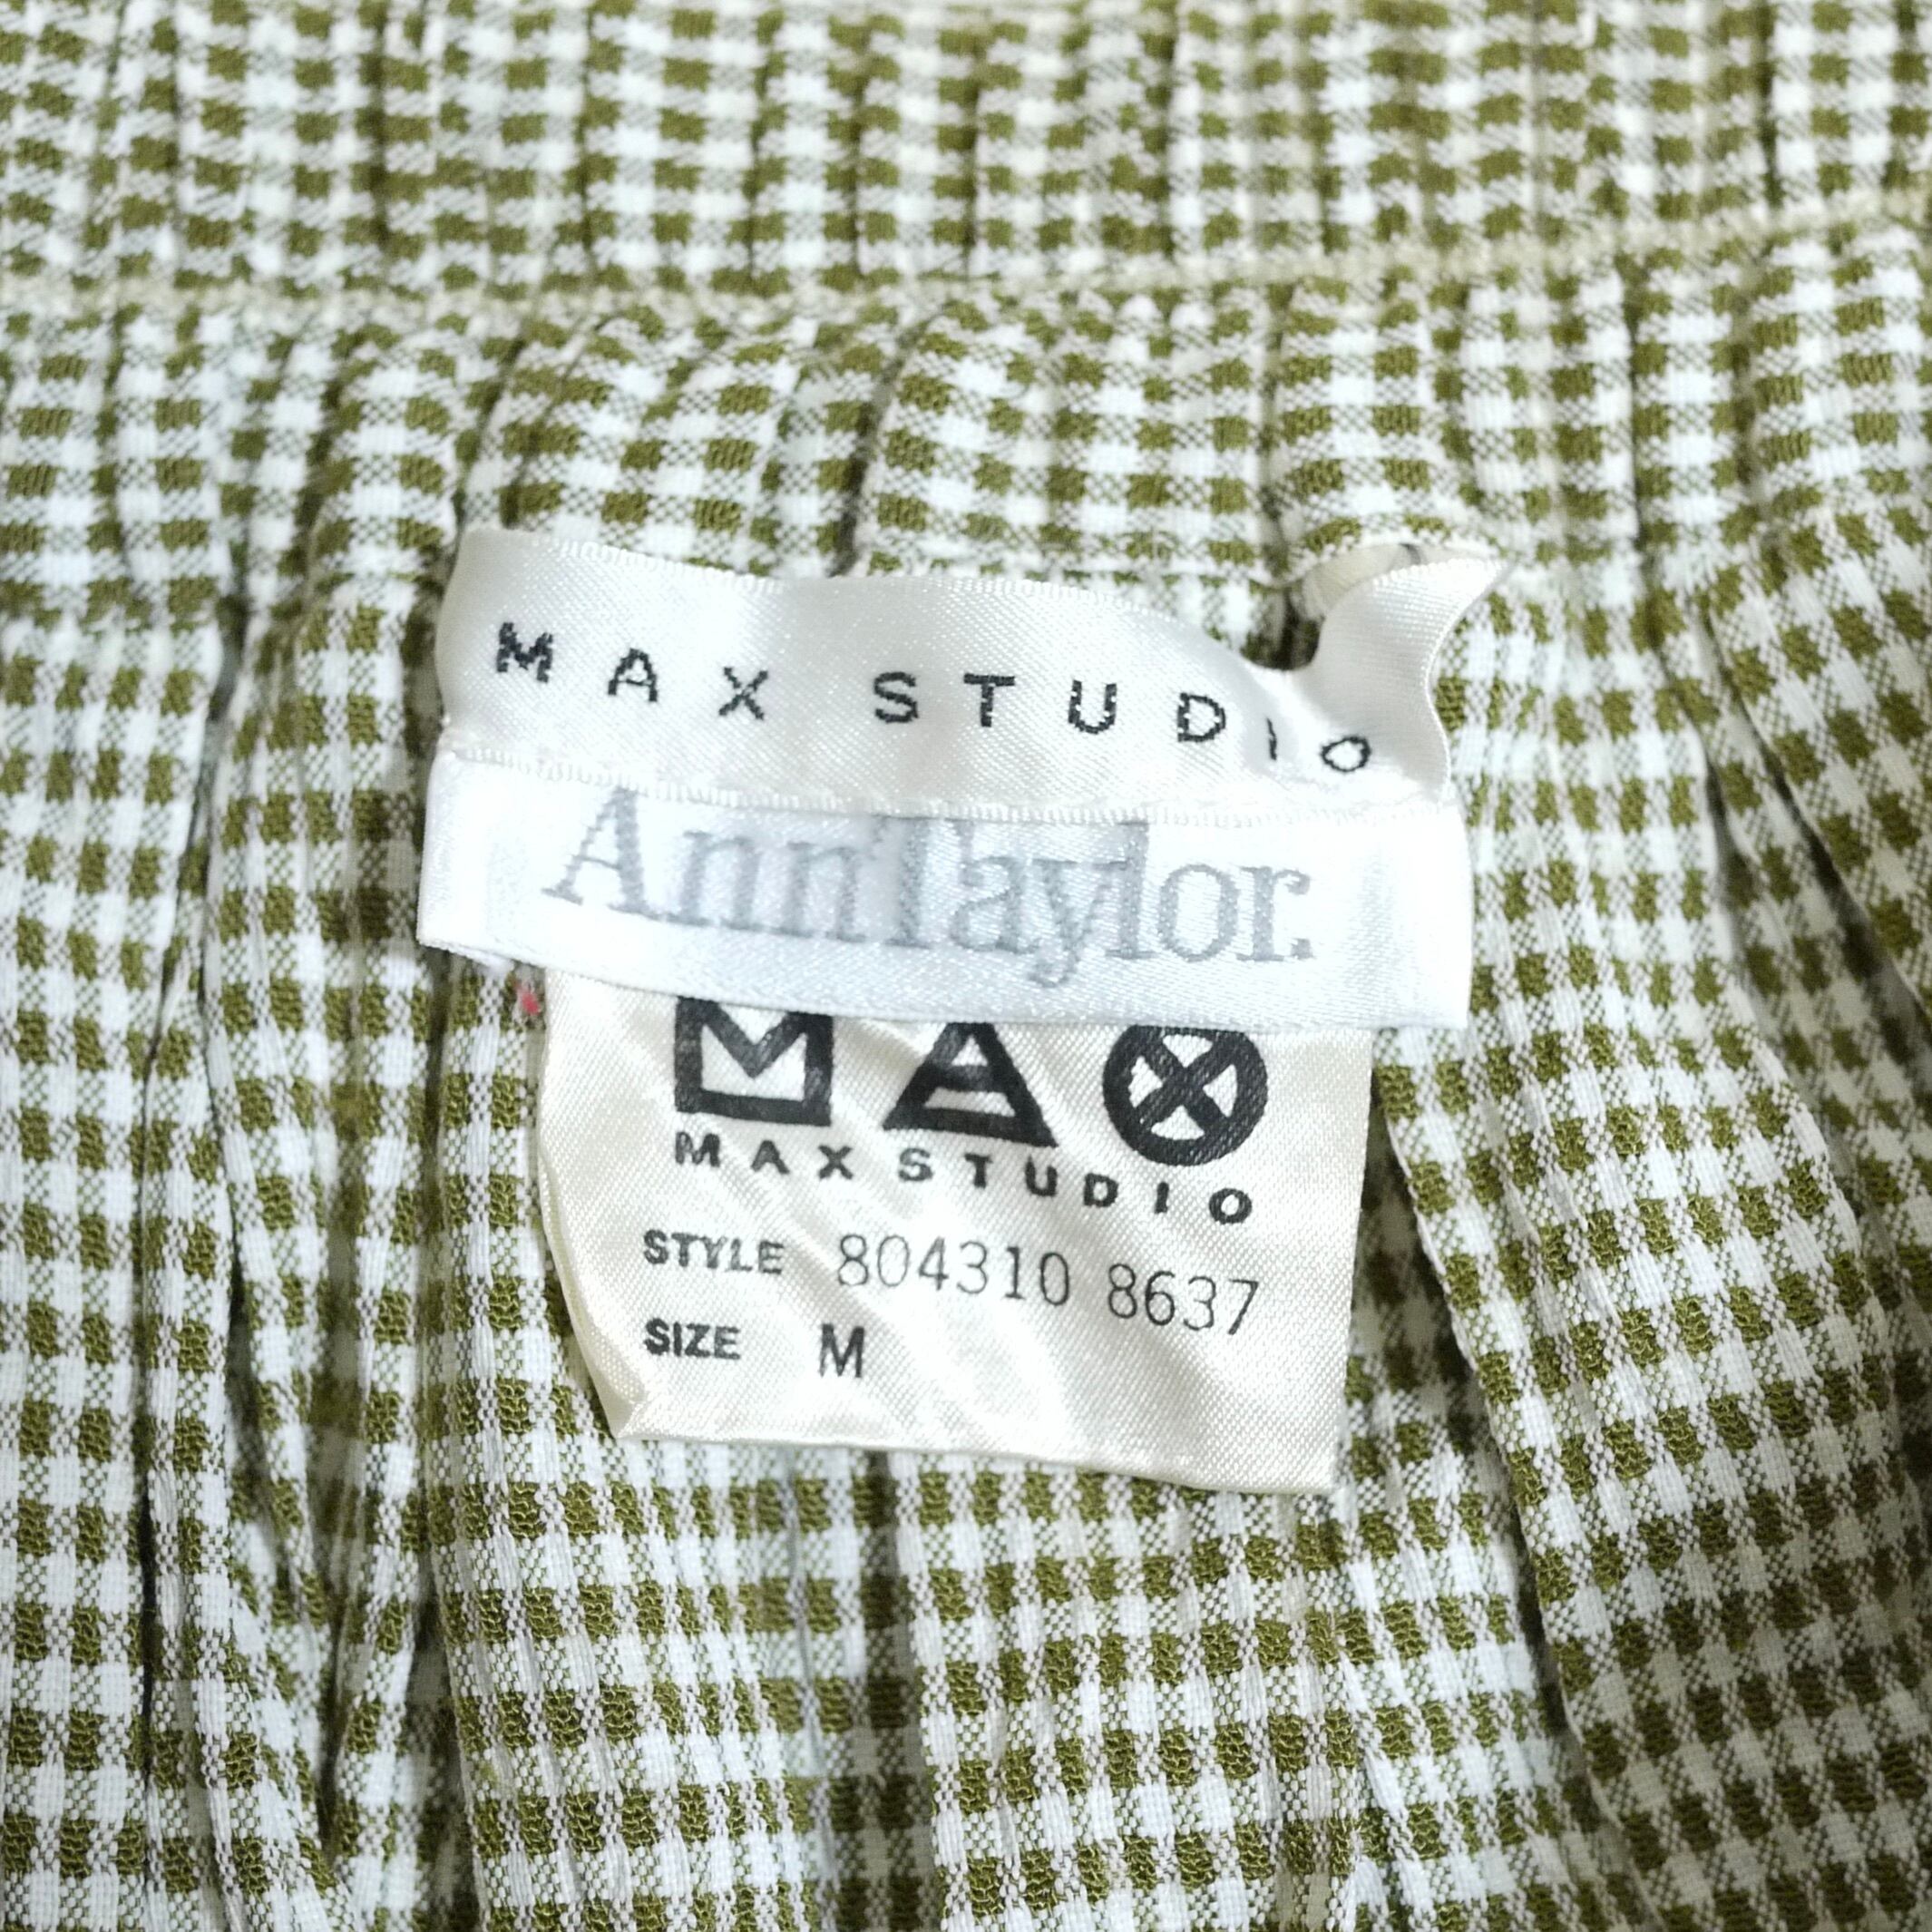 MAX STUDIO
AnnTaylor.
MAX
MAX STUDIO
STYLE 804310 8637
SIZE M